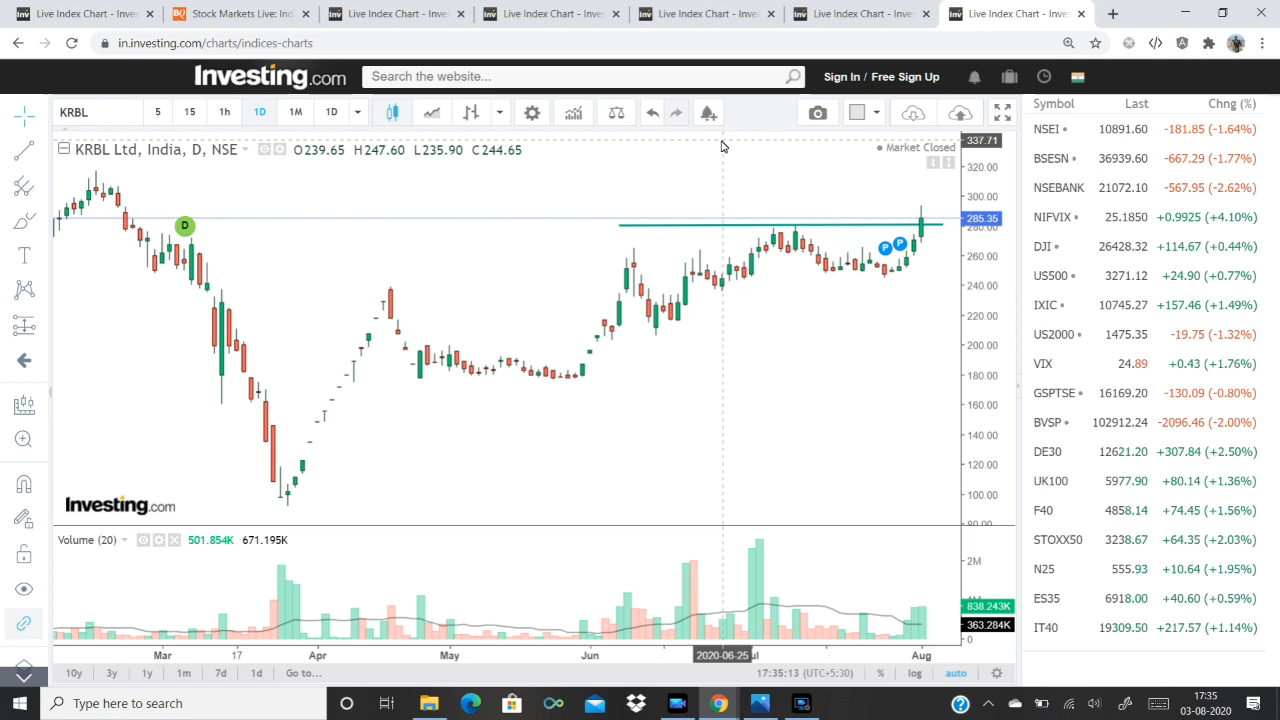 Live Index Chart - Inves
Stock Market Live: Ind
Live Index Chart - Inves
Live Index Chart - Inves
Live Index Chart - Inves
Live Index Chart - Inves
Live Index Chart - Inves
in.investing.com/charts/indices-charts
Investing.com
Search the website...
Sign In / Free Sign Up
KRBL 5 15 1h 1D 1M 1D
KRBL Ltd, India, D, NSE 239.65 H247.60 L235.90 C244.65
Market Closed
337.71
320.00
300.00
285.35
280.00
260.00
240.00
220.00
200.00
180.00
160.00
140.00
120.00
100.00
80.00
D
P P
Investing.com
Volume (20) 501.854K 671.195K
2M
838.243K
363.284K
0
Mar 17 Apr May Jun 2020-06-25 Aug
10y 3y 1y 1m 7d 1d Go to... 17:35:13 (UTC+5:30) % log auto
Symbol Last Chng (%)
NSEI 10891.60 -181.85 (-1.64%)
BSESN 36939.60 -667.29 (-1.77%)
NSEBANK 21072.10 -567.95 (-2.62%)
NIFVIX 25.1850 +0.9925 (+4.10%)
DJI 26428.32 +114.67 (+0.44%)
US500 3271.12 +24.90 (+0.77%)
IXIC 10745.27 +157.46 (+1.49%)
US2000 1475.35 -19.75 (-1.32%)
VIX 24.89 +0.43 (+1.76%)
GSPTSE 16169.20 -130.09 (-0.80%)
BVSP 102912.24 -2096.46 (-2.00%)
DE30 12621.20 +307.84 (+2.50%)
UK100 5977.90 +80.14 (+1.36%)
F40 4858.14 +74.45 (+1.56%)
STOXX50 3238.67 +64.35 (+2.03%)
N25 555.93 +10.64 (+1.95%)
ES35 6918.00 +40.60 (+0.59%)
IT40 19309.50 +217.57 (+1.14%)
Type here to search
17:35
03-08-2020